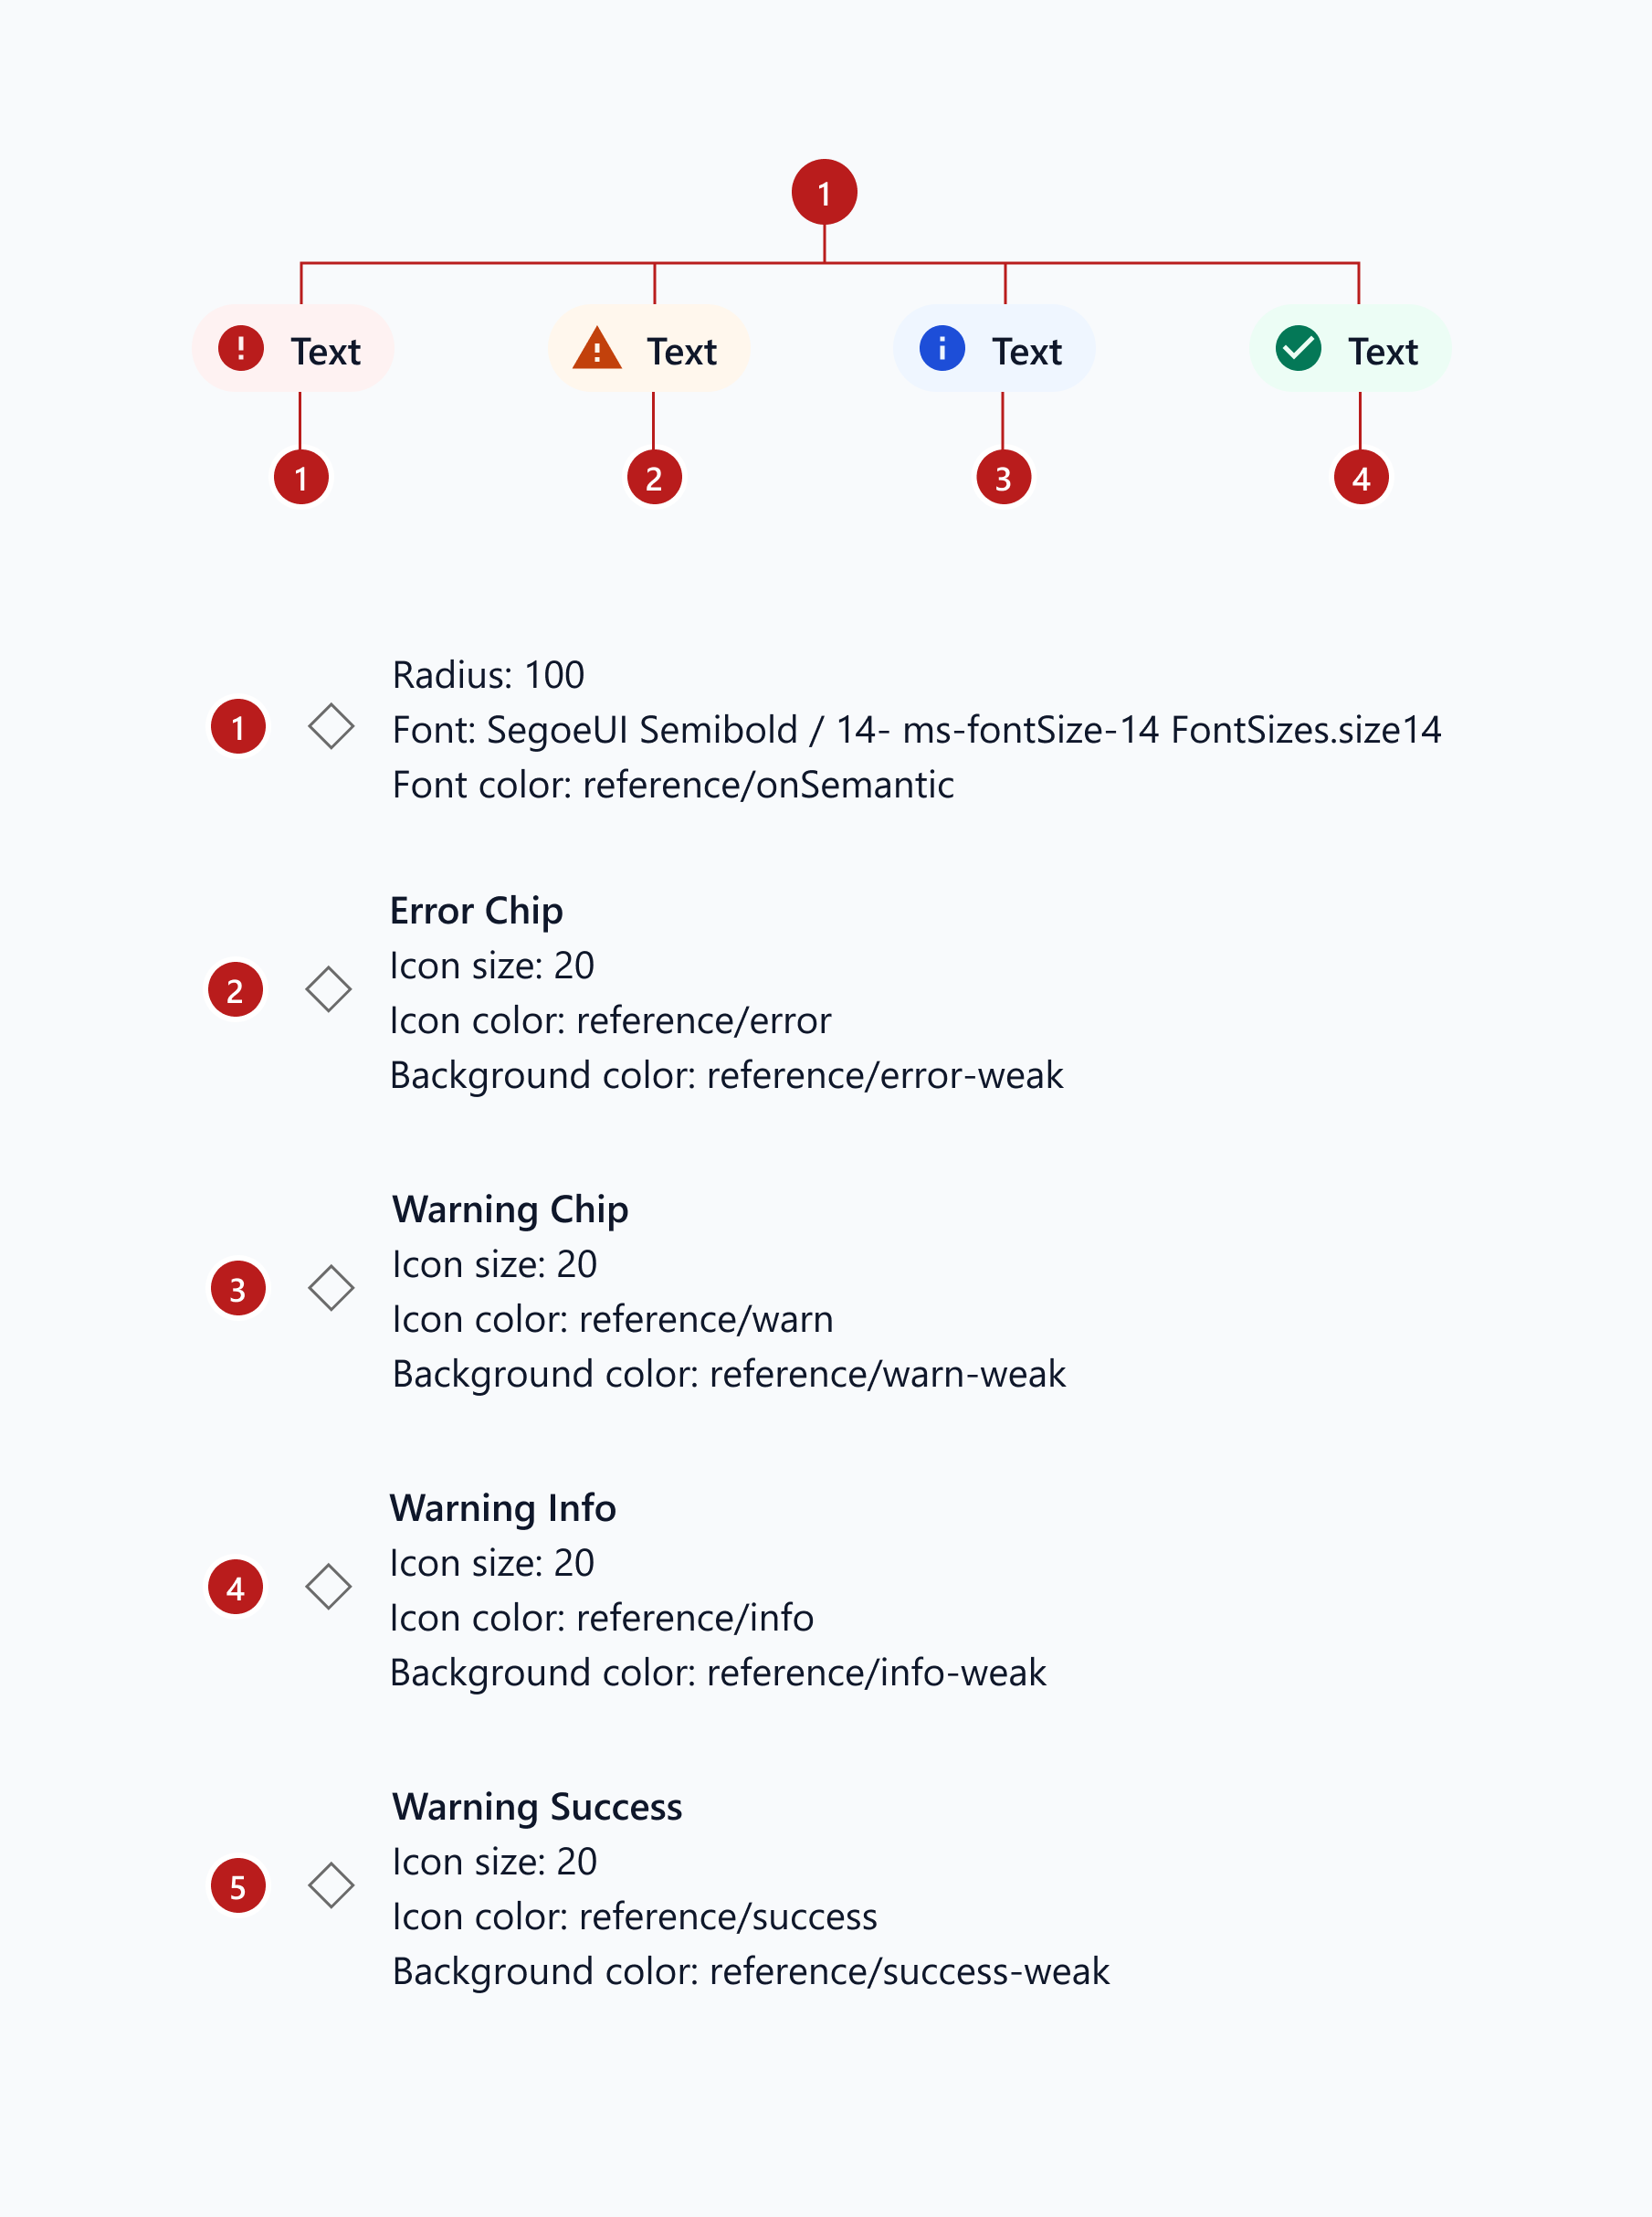 1
Text
Text
Text
Text
1
2
3
4
1
Radius: 100
Font: SegoeUI Semibold / 14- ms-fontSize-14 FontSizes.size14
Font color: reference/onSemantic
2
Error Chip
Icon size: 20
Icon color: reference/error
Background color: reference/error-weak
3
Warning Chip
Icon size: 20
Icon color: reference/warn
Background color: reference/warn-weak
4
Warning Info
Icon size: 20
Icon color: reference/info
Background color: reference/info-weak
5
Warning Success
Icon size: 20
Icon color: reference/success
Background color: reference/success-weak